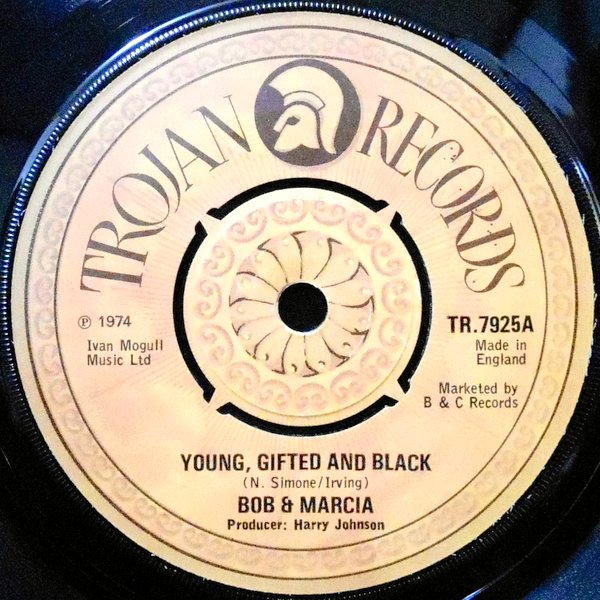 TROJAN RECORDS
℗ 1974
Ivan Mogull
Music Ltd
TR.7925A
Made in
England
Marketed by
B & C Records
YOUNG, GIFTED AND BLACK
(N. Simone/Irving)
BOB & MARCIA
Producer: Harry Johnson